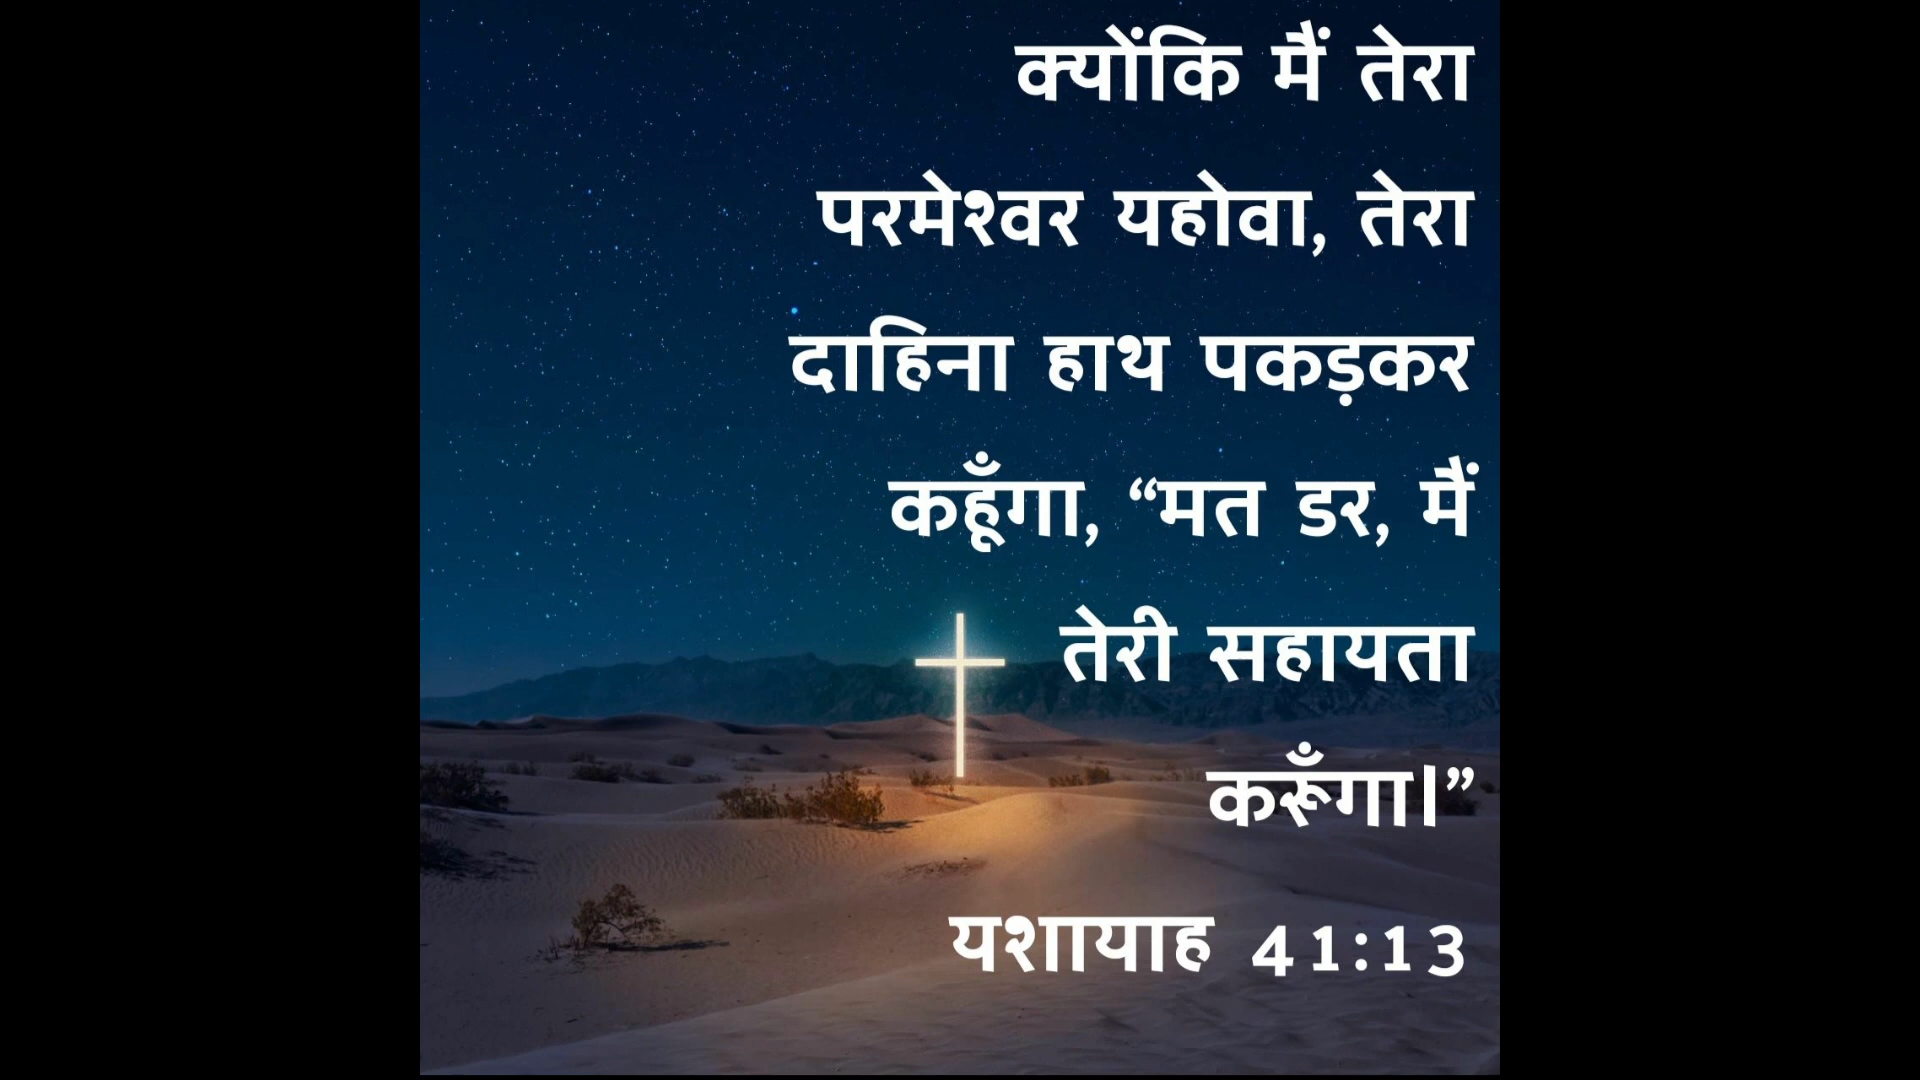 क्योंकि मैं तेरा
परमेश्वर यहोवा, तेरा
दाहिना हाथ पकड़कर
कहूँगा, “मत डर, मैं
तेरी सहायता
करूँगा।”
यशायाह 41:13